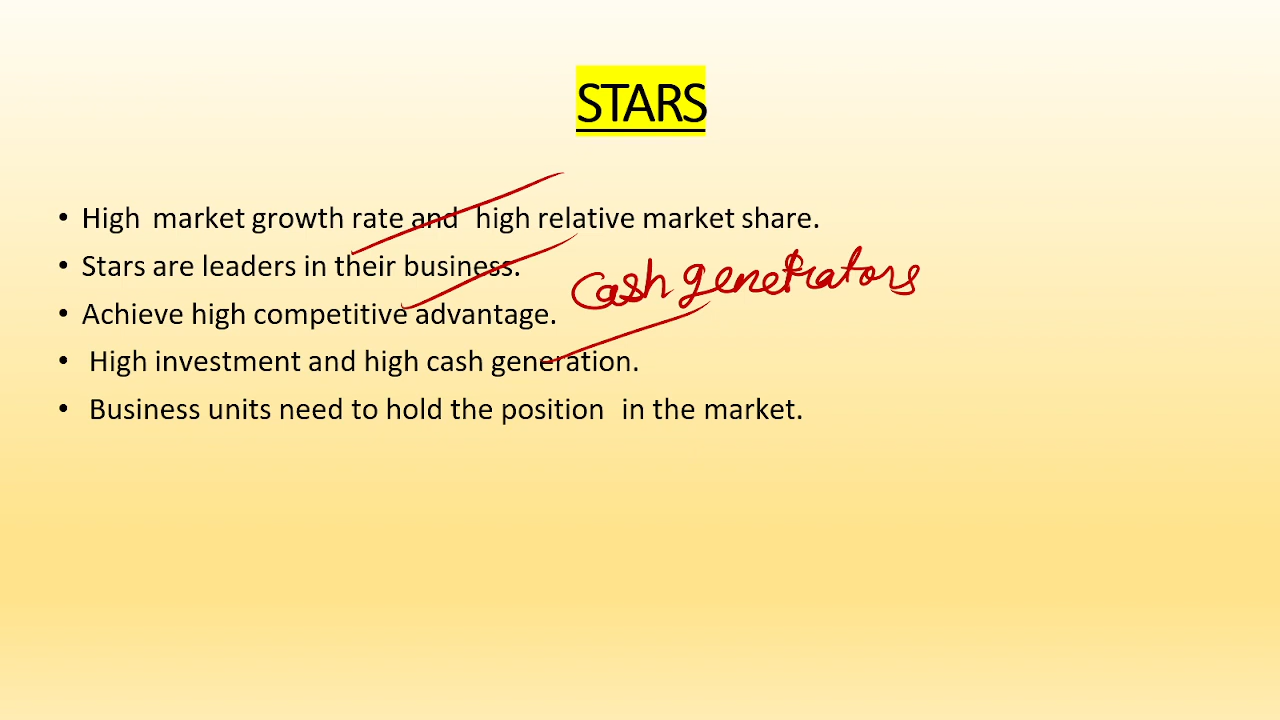 STARS
• High market growth rate and high relative market share.
• Stars are leaders in their business.
Cash generators
• Achieve high competitive advantage.
• High investment and high cash generation.
• Business units need to hold the position in the market.